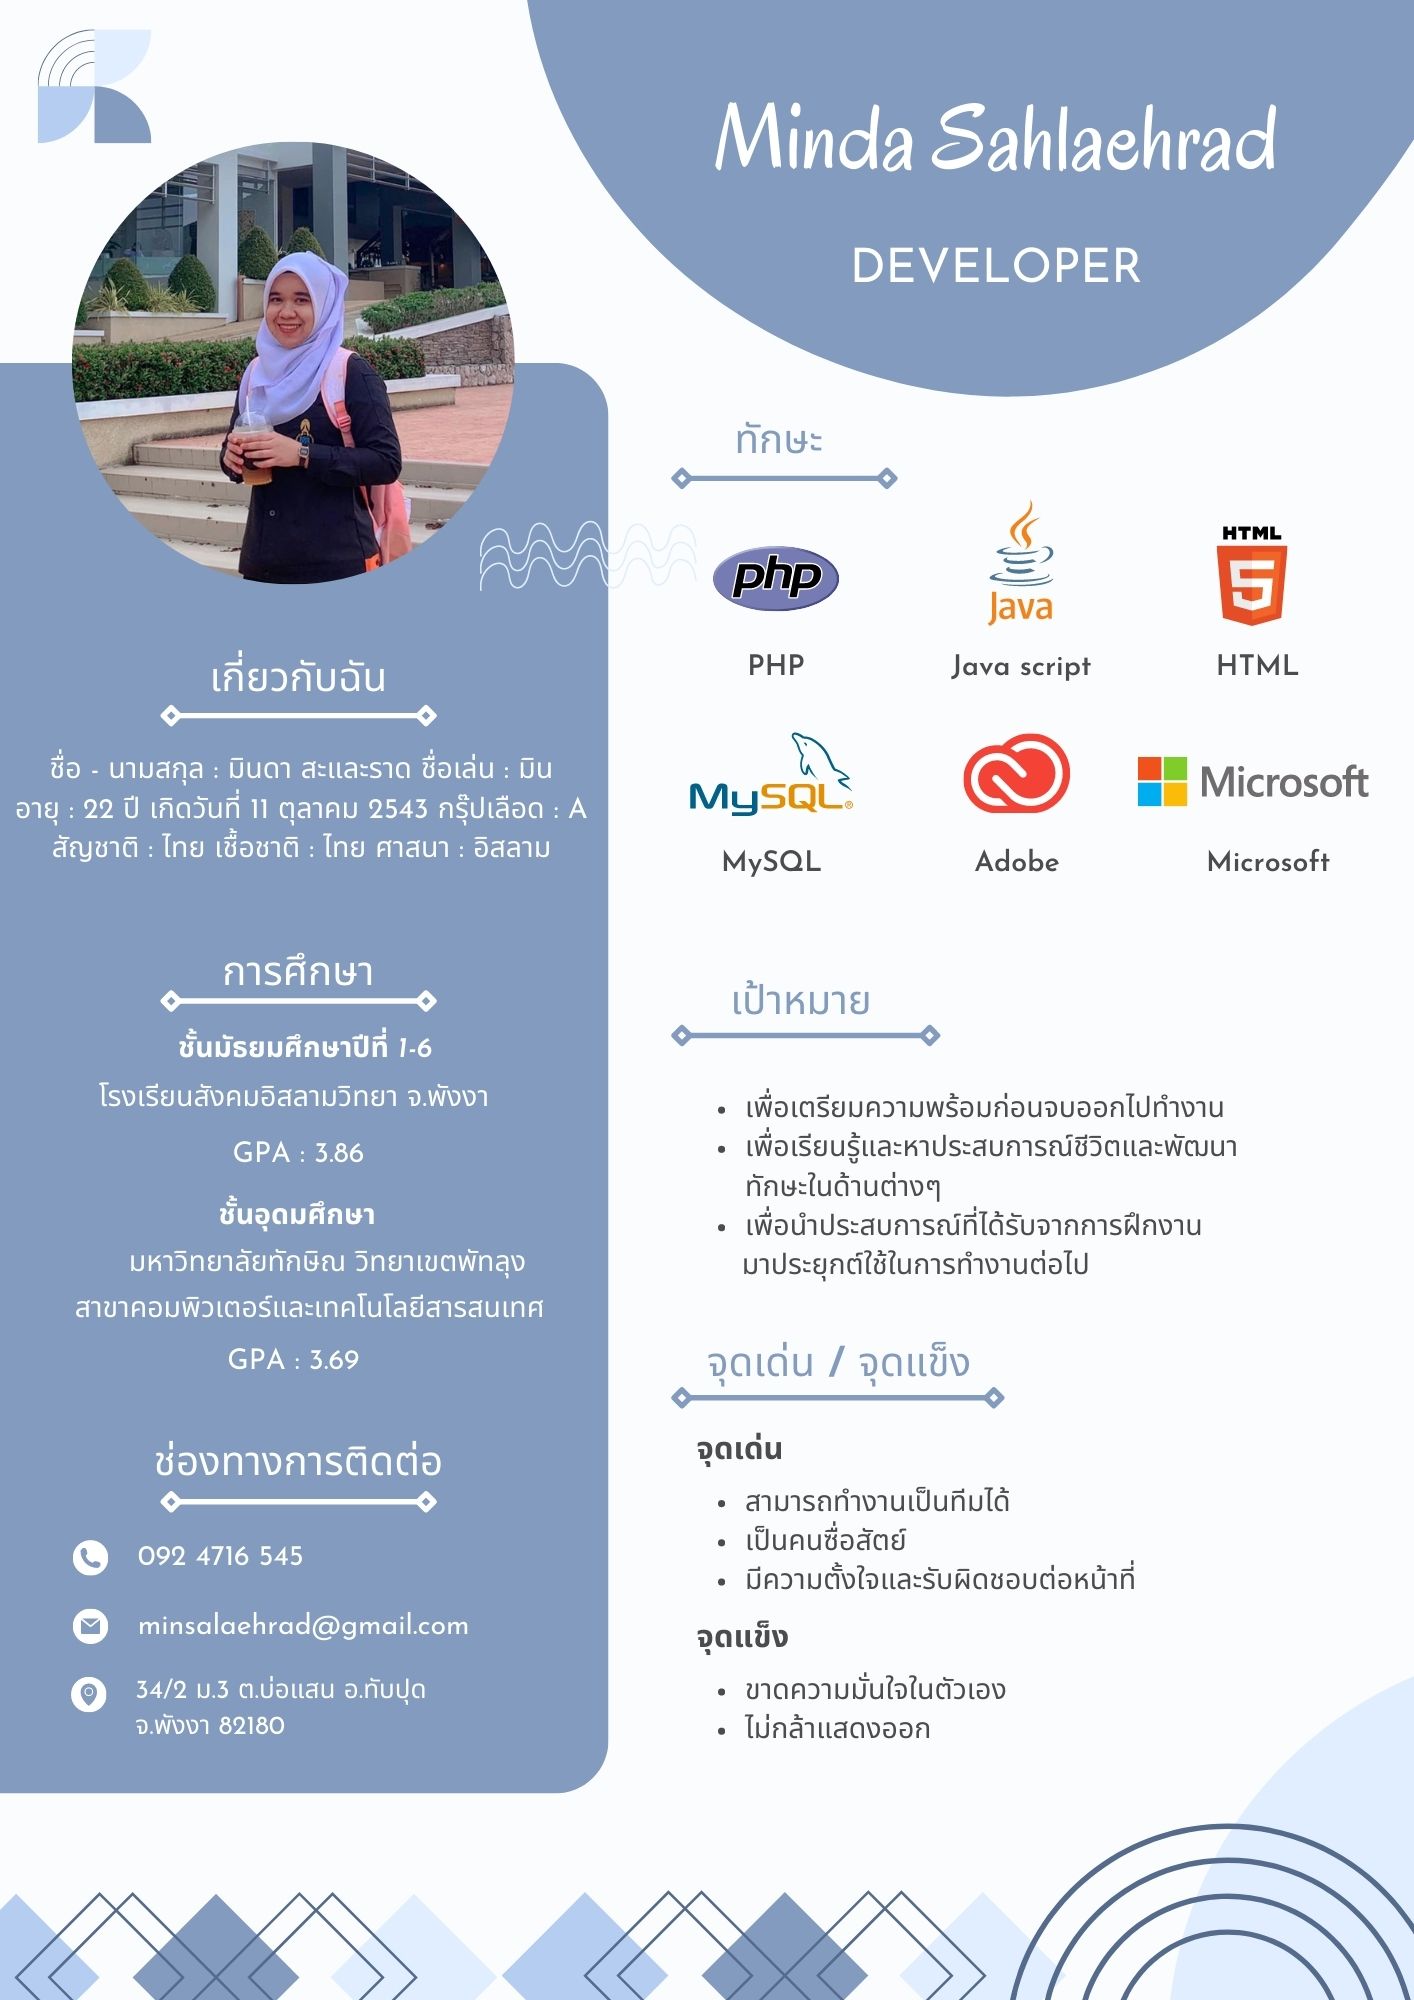 Minda Sahlaehrad
DEVELOPER
เกี่ยวกับฉัน
ชื่อ - นามสกุล : มินดา สะและราด ชื่อเล่น : มิน
อายุ : 22 ปี เกิดวันที่ 11 ตุลาคม 2543 กรุ๊ปเลือด : A
สัญชาติ : ไทย เชื้อชาติ : ไทย ศาสนา : อิสลาม
การศึกษา
ชั้นมัธยมศึกษาปีที่ 1-6
โรงเรียนสังคมอิสลามวิทยา จ.พังงา
GPA : 3.86
ชั้นอุดมศึกษา
มหาวิทยาลัยทักษิณ วิทยาเขตพัทลุง
สาขาคอมพิวเตอร์และเทคโนโลยีสารสนเทศ
GPA : 3.69
ช่องทางการติดต่อ
092 4716 545
minsalaehrad@gmail.com
34/2 ม.3 ต.บ่อแสน อ.ทับปุด
จ.พังงา 82180
ทักษะ
php
Java
HTML
5
PHP
Java script
HTML
MySQL®
Microsoft
MySQL
Adobe
Microsoft
เป้าหมาย
• เพื่อเตรียมความพร้อมก่อนจบออกไปทำงาน
• เพื่อเรียนรู้และหาประสบการณ์ชีวิตและพัฒนา
ทักษะในด้านต่างๆ
• เพื่อนำประสบการณ์ที่ได้รับจากการฝึกงาน
มาประยุกต์ใช้ในการทำงานต่อไป
จุดเด่น / จุดแข็ง
จุดเด่น
• สามารถทำงานเป็นทีมได้
• เป็นคนซื่อสัตย์
• มีความตั้งใจและรับผิดชอบต่อหน้าที่
จุดแข็ง
• ขาดความมั่นใจในตัวเอง
• ไม่กล้าแสดงออก